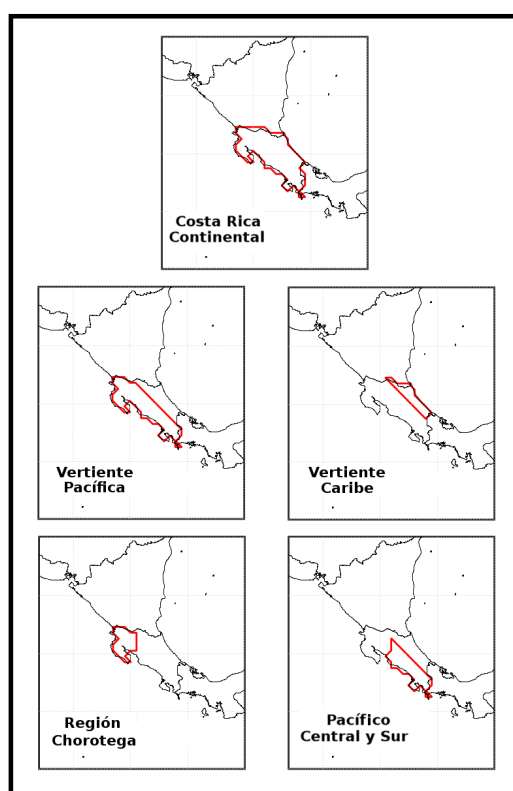 Costa Rica
Continental
Vertiente
Pacífica
Vertiente
Caribe
Región
Chorotega
Pacífico
Central y Sur